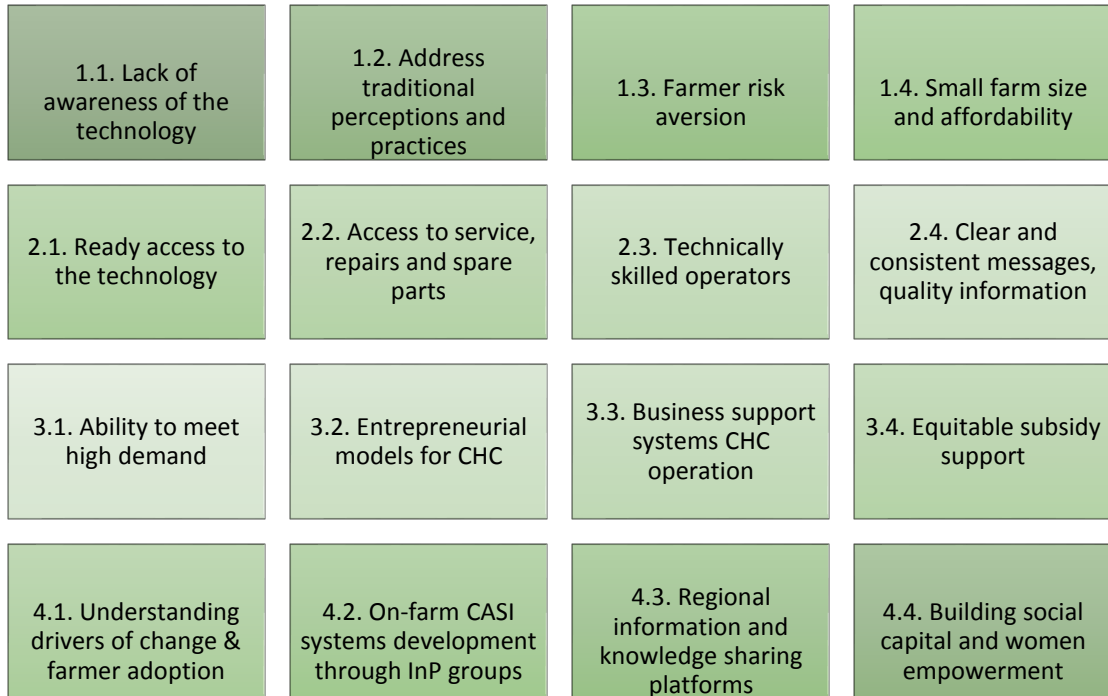 1.1. Lack of
awareness of the
technology
1.2. Address
traditional
perceptions and
practices
1.3. Farmer risk
aversion
1.4. Small farm size
and affordability
2.1. Ready access to
the technology
2.2. Access to service,
repairs and spare
parts
2.3. Technically
skilled operators
2.4. Clear and
consistent messages,
quality information
3.1. Ability to meet
high demand
3.2. Entrepreneurial
models for CHC
3.3. Business support
systems CHC
operation
3.4. Equitable subsidy
support
4.1. Understanding
drivers of change &
farmer adoption
4.2. On-farm CASI
systems development
through InP groups
4.3. Regional
information and
knowledge sharing
platforms
4.4. Building social
capital and women
empowerment